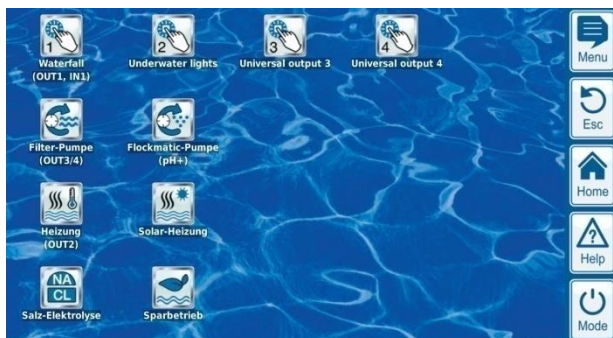 1
2
3
4
Waterfall
(OUT1, IN1)
Underwater lights
Universal output 3
Universal output 4
Filter-Pumpe
(OUT3/4)
Flockmatic-Pumpe
(pH+)
Heizung
(OUT2)
Solar-Heizung
NA
CL
Salz-Elektrolyse
Sparbetrieb
Menu
Esc
Home
?
Help
Mode